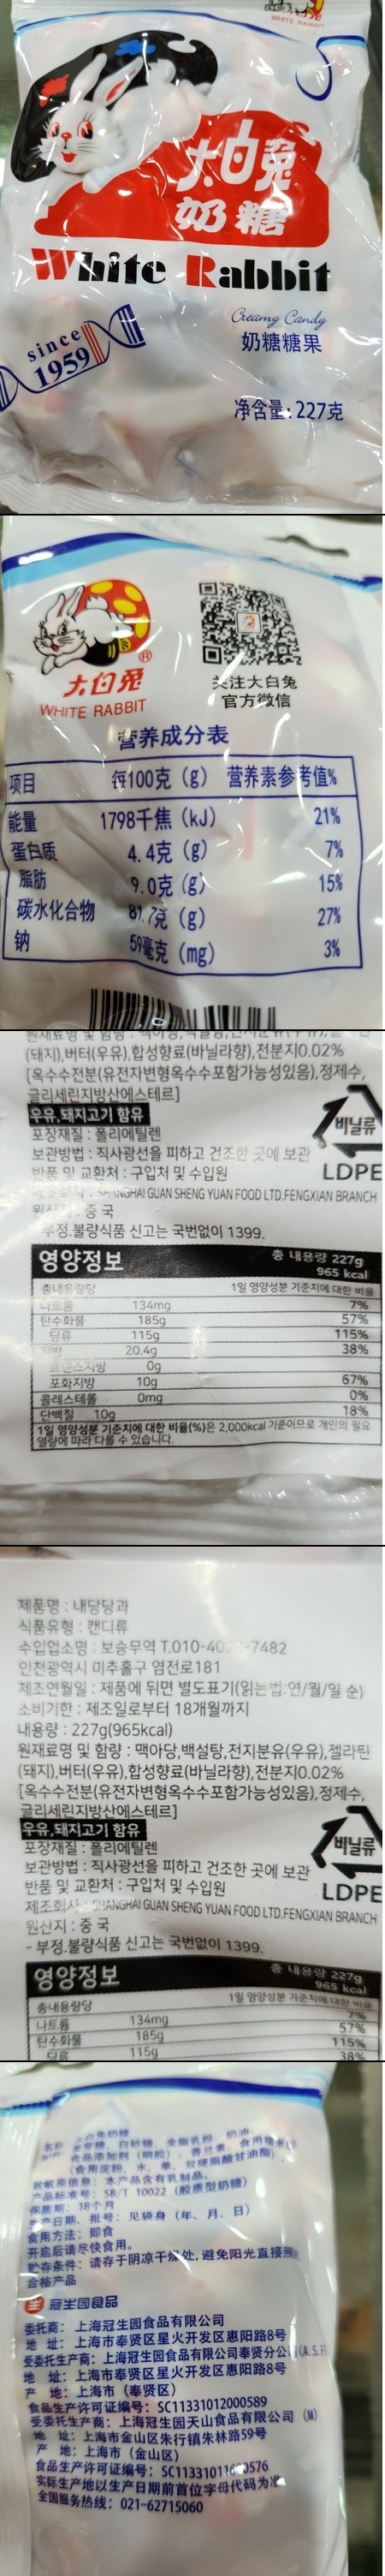 WHITE RABBIT
大白兔
奶糖
White Rabbit
Creamy Candy
奶糖糖果
since
1959
净含量:227克
大白兔®
WHITE RABBIT
关注大白兔
官方微信
营养成分表
项目 每100克(g) 营养素参考值%
能量 1798千焦(kJ) 21%
蛋白质 4.4克(g) 7%
脂肪 9.0克(g) 15%
碳水化合物 81.7克(g) 27%
钠 59毫克(mg) 3%
(돼지),버터(우유),합성향료(바닐라향),전분지0.02%
[옥수수전분(유전자변형옥수수포함가능성있음),정제수,
글리세린지방산에스테르]
우유,돼지고기 함유
포장재질 : 폴리에틸렌
보관방법 : 직사광선을 피하고 건조한 곳에 보관
반품 및 교환처 : 구입처 및 수입원
SHANGHAI GUAN SHENG YUAN FOOD LTD.FENGXIAN BRANCH
원산지 : 중 국
부정.불량식품 신고는 국번없이 1399.
비닐류
LDPE
영양정보
총 내용량 227g
965 kcal
총내용량당 1일 영양성분 기준치에 대한 비율
나트륨 134mg 7%
탄수화물 185g 57%
당류 115g 115%
지방 20.4g 38%
트랜스지방 0g
포화지방 10g 67%
콜레스테롤 0mg 0%
단백질 10g 18%
1일 영양성분 기준치에 대한 비율(%)은 2,000kcal 기준이므로 개인의 필요
열량에 따라 다를 수 있습니다.
제품명 : 내당당과
식품유형 : 캔디류
수입업소명 : 보승무역 T.010-40 -7482
인천광역시 미추홀구 염전로181
제조연월일 : 제품에 뒤면 별도표기(읽는법·연/월/일 순)
소비기한 : 제조일로부터 18개월까지
내용량 : 227g(965kcal)
원재료명 및 함량 : 맥아당,백설탕,전지분유(우유),젤라틴
(돼지),버터(우유),합성향료(바닐라향),전분지0.02%
[옥수수전분(유전자변형옥수수포함가능성있음),정제수,
글리세린지방산에스테르]
우유,돼지고기 함유
포장재질 : 폴리에틸렌
보관방법 : 직사광선을 피하고 건조한 곳에 보관
반품 및 교환처 : 구입처 및 수입원
제조회사 : SHANGHAI GUAN SHENG YUAN FOOD LTD.FENGXIAN BRANCH
원산지 : 중 국
- 부정.불량식품 신고는 국번없이 1399.
비닐류
LDPE
영양정보
총 내용량 227g
965 kcal
총내용량당 1일 영양성분 기준치에 대한 비율
나트륨 134mg 7%
탄수화물 185g 57%
당류 115g 115%
38%
白砂糖、全脂乳粉、奶油、
食品添加剂(明胶)、香兰素、食用糯米
(食用淀粉、水、单、双硬脂酸甘油酯)
致敏原信息:本产品含有乳制品。
产品标准号:SB/T 10022(胶质型奶糖)
保质期:18个月
生产日期、批号:见袋身(年、月、日)
食用方法:即食
开启后请尽快食用。
贮存条件:请存于阴凉干燥处,避免阳光直接照
合格产品
冠生园食品
委托商:上海冠生园食品有限公司
地 址:上海市奉贤区星火开发区惠阳路8号
受委托生产商:上海冠生园食品有限公司奉贤分公司(A.S.F)
地 址:上海市奉贤区星火开发区惠阳路8号
产 地:上海市(奉贤区)
食品生产许可证编号:SC11331012000589
受委托生产商:上海冠生园天山食品有限公司(M)
地 址:上海市金山区朱行镇朱林路59号
产 地:上海市(金山区)
食品生产许可证编号:SC11331011 0576
实际生产地以生产日期前首位字母代码为准
全国服务热线:021-62715060